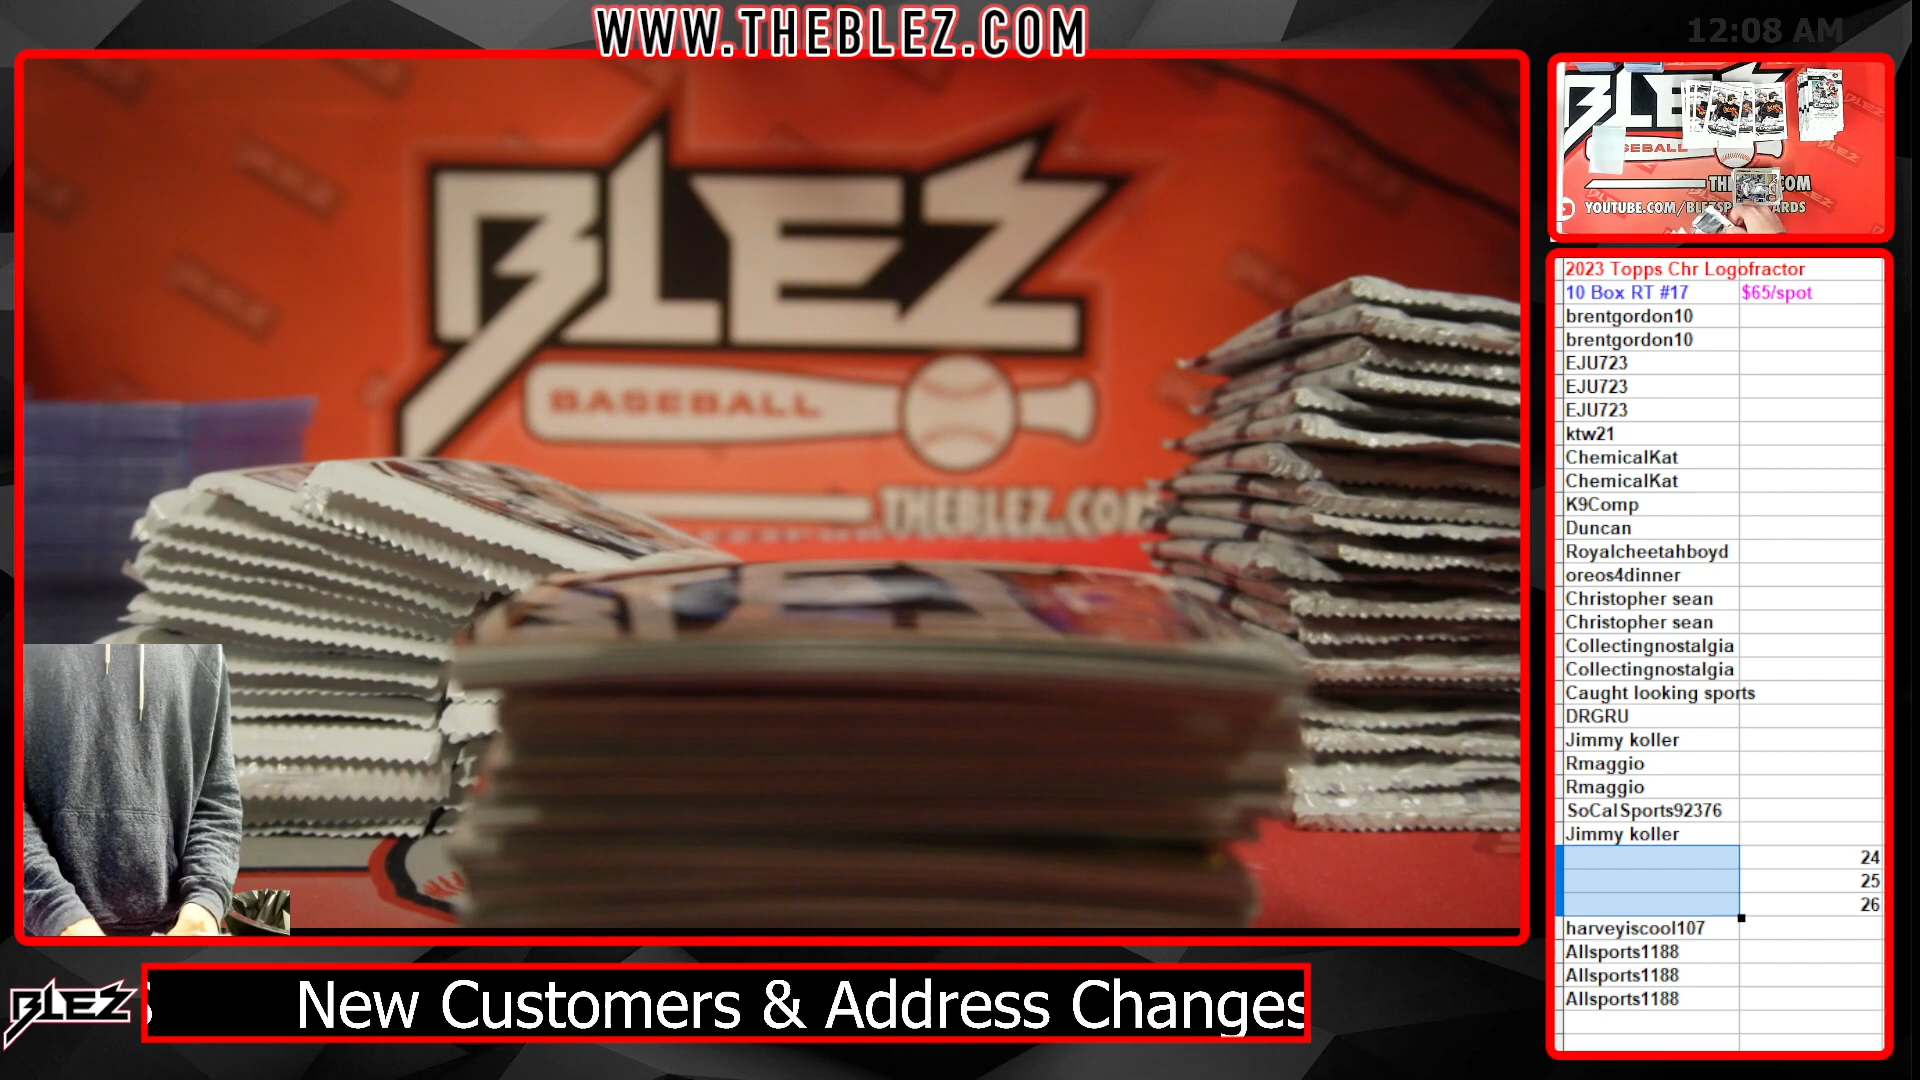 WWW.THEBLEZ.COM
12:08 AM
BLEZ
BASEBALL
THEBLEZ.COM
BLEZ
SEBALL
YOUTUBE.COM/
2023 Topps Chr Logofractor
10 Box RT #17 $65/spot
brentgordon10
brentgordon10
EJU723
EJU723
EJU723
ktw21
ChemicalKat
ChemicalKat
K9Comp
Duncan
Royalcheetahboyd
oreos4dinner
Christopher sean
Christopher sean
Collectingnostalgia
Collectingnostalgia
Caught looking sports
DRGRU
Jimmy koller
Rmaggio
Rmaggio
SoCalSports92376
Jimmy koller
24
25
26
harveyiscool107
Allsports1188
Allsports1188
Allsports1188
BLEZ
New Customers & Address Changes